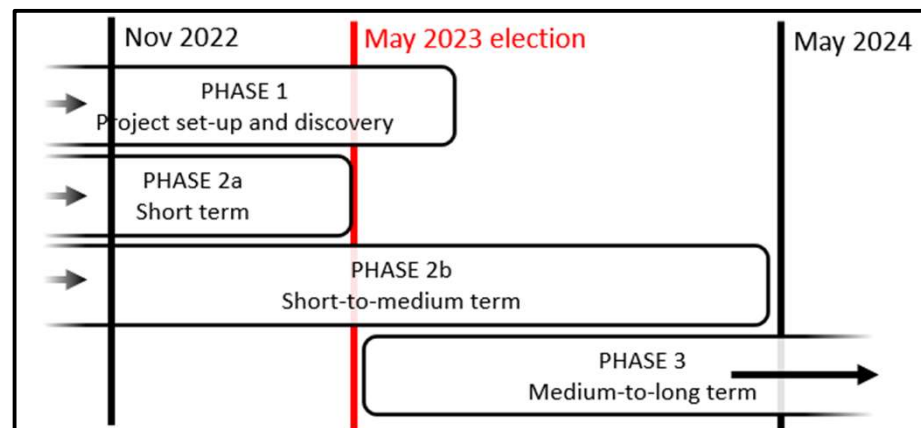 Nov 2022
May 2023 election
May 2024
PHASE 1
Project set-up and discovery
PHASE 2a
Short term
PHASE 2b
Short-to-medium term
PHASE 3
Medium-to-long term